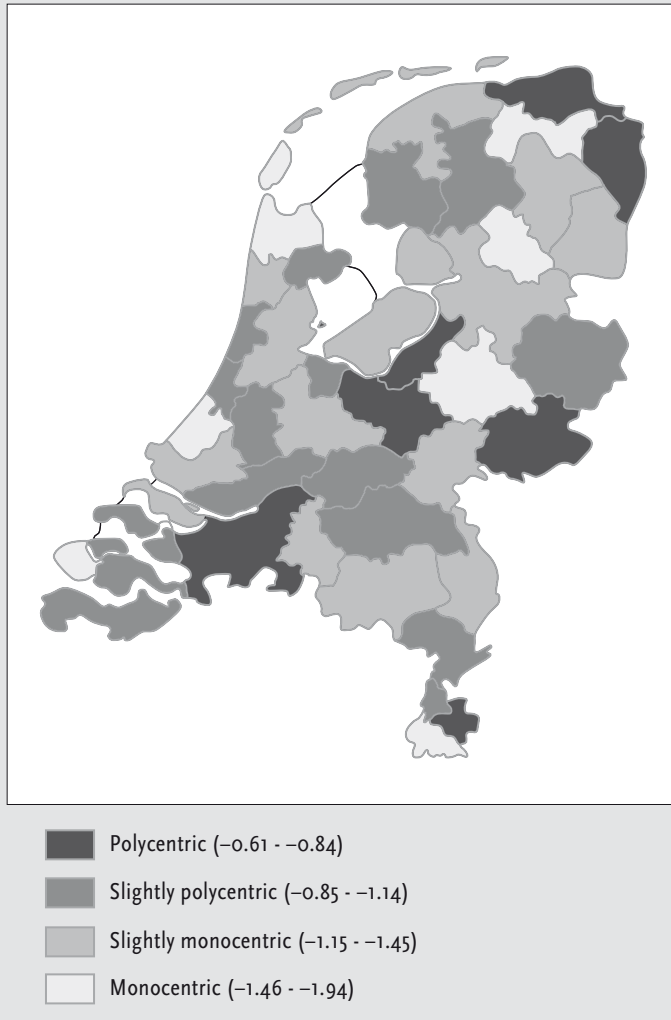 Polycentric (–0.61 - –0.84)
Slightly polycentric (–0.85 - –1.14)
Slightly monocentric (–1.15 - –1.45)
Monocentric (–1.46 - –1.94)